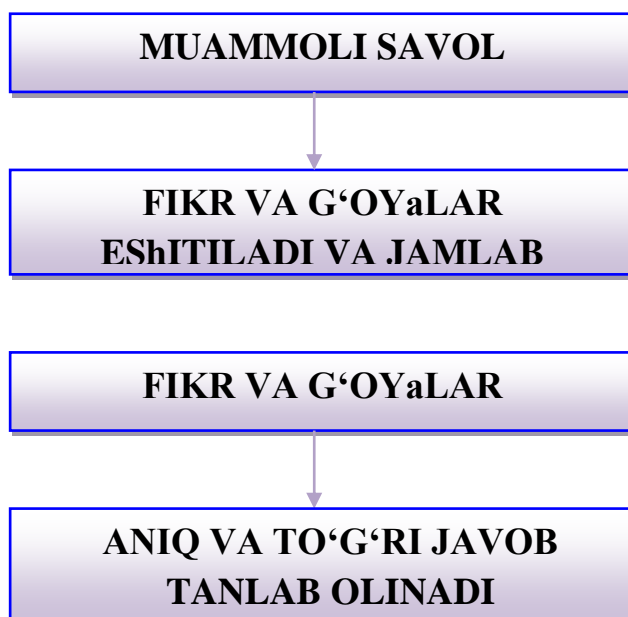 MUAMMOLI SAVOL
FIKR VA G‘OYaLAR
EShITILADI VA JAMLAB
FIKR VA G‘OYaLAR
ANIQ VA TO‘G‘RI JAVOB
TANLAB OLINADI